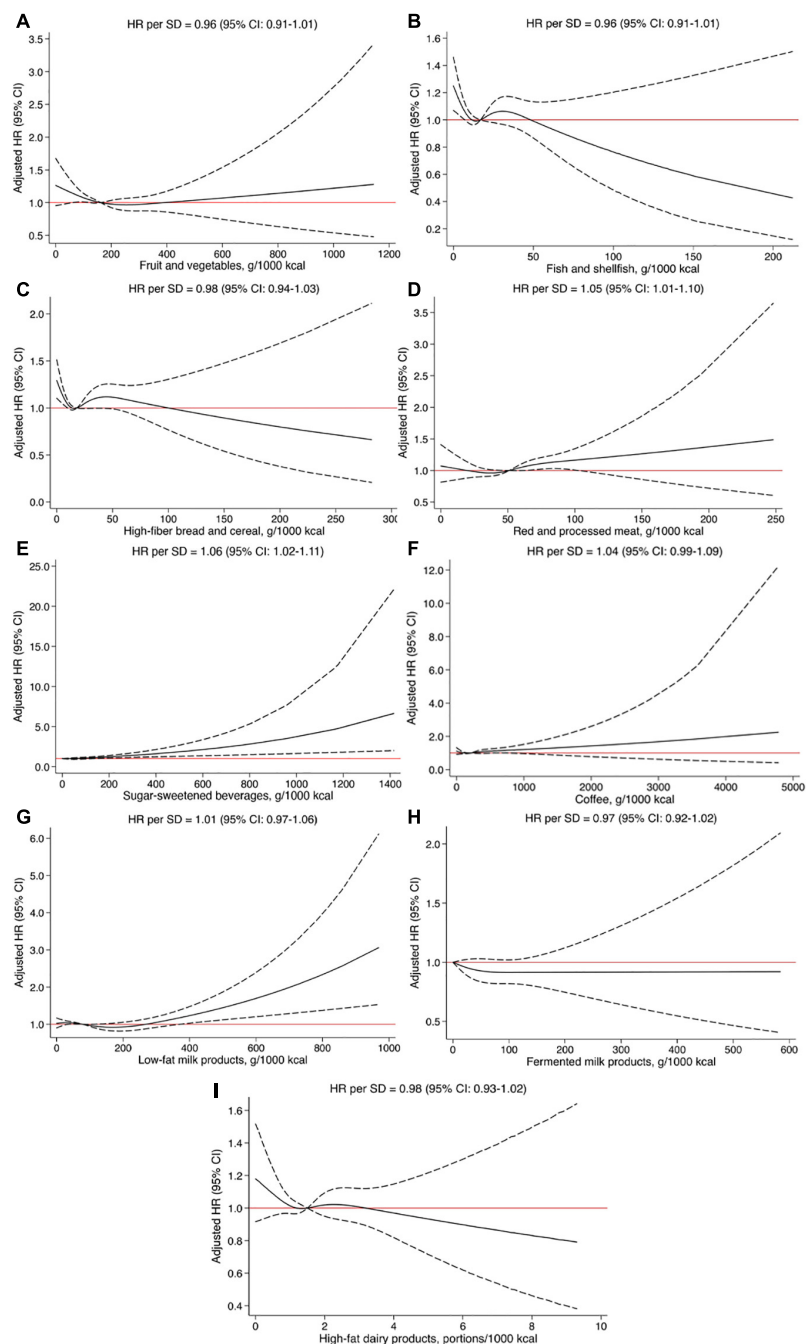 A
HR per SD = 0.96 (95% CI: 0.91-1.01)
Adjusted HR (95% CI)
3.5
3.0
2.5
2.0
1.5
1.0
0.5
0 200 400 600 800 1000 1200
Fruit and vegetables, g/1000 kcal
B
HR per SD = 0.96 (95% CI: 0.91-1.01)
Adjusted HR (95% CI)
1.6
1.4
1.2
1.0
0.8
0.6
0.4
0.2
0 50 100 150 200
Fish and shellfish, g/1000 kcal
C
HR per SD = 0.98 (95% CI: 0.94-1.03)
Adjusted HR (95% CI)
2.0
1.5
1.0
0.5
0.0
0 50 100 150 200 250 300
High-fiber bread and cereal, g/1000 kcal
D
HR per SD = 1.05 (95% CI: 1.01-1.10)
Adjusted HR (95% CI)
3.5
3.0
2.5
2.0
1.5
1.0
0.5
0 50 100 150 200 250
Red and processed meat, g/1000 kcal
E
HR per SD = 1.06 (95% CI: 1.02-1.11)
Adjusted HR (95% CI)
25.0
20.0
15.0
10.0
5.0
0.0
0 200 400 600 800 1000 1200 1400
Sugar-sweetened beverages, g/1000 kcal
F
HR per SD = 1.04 (95% CI: 0.99-1.09)
Adjusted HR (95% CI)
12.0
10.0
8.0
6.0
4.0
2.0
0.0
0 1000 2000 3000 4000 5000
Coffee, g/1000 kcal
G
HR per SD = 1.01 (95% CI: 0.97-1.06)
Adjusted HR (95% CI)
6.0
5.0
4.0
3.0
2.0
1.0
0 200 400 600 800 1000
Low-fat milk products, g/1000 kcal
H
HR per SD = 0.97 (95% CI: 0.92-1.02)
Adjusted HR (95% CI)
2.0
1.5
1.0
0.5
0 100 200 300 400 500 600
Fermented milk products, g/1000 kcal
I
HR per SD = 0.98 (95% CI: 0.93-1.02)
Adjusted HR (95% CI)
1.6
1.4
1.2
1.0
0.8
0.6
0.4
0 2 4 6 8 10
High-fat dairy products, portions/1000 kcal